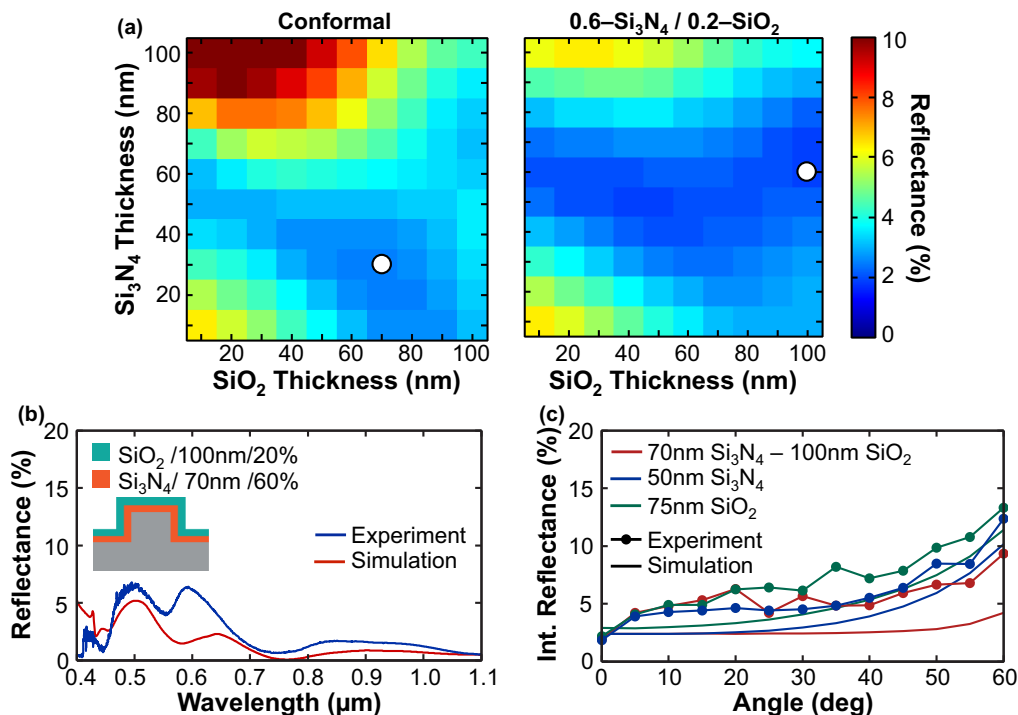 (a)
Conformal
0.6–Si₃N₄ / 0.2–SiO₂
Si₃N₄ Thickness (nm)
100
80
60
40
20
20 40 60 80 100
SiO₂ Thickness (nm)
20 40 60 80 100
SiO₂ Thickness (nm)
10
8
6
4
2
0
Reflectance (%)
(b)
Reflectance (%)
20
15
10
5
0
SiO₂ /100nm/20%
Si₃N₄/ 70nm /60%
Experiment
Simulation
0.4 0.5 0.6 0.7 0.8 0.9 1.0 1.1
Wavelength (μm)
(c)
Int. Reflectance (%)
20
15
10
5
0
70nm Si₃N₄ – 100nm SiO₂
50nm Si₃N₄
75nm SiO₂
Experiment
Simulation
0 10 20 30 40 50 60
Angle (deg)